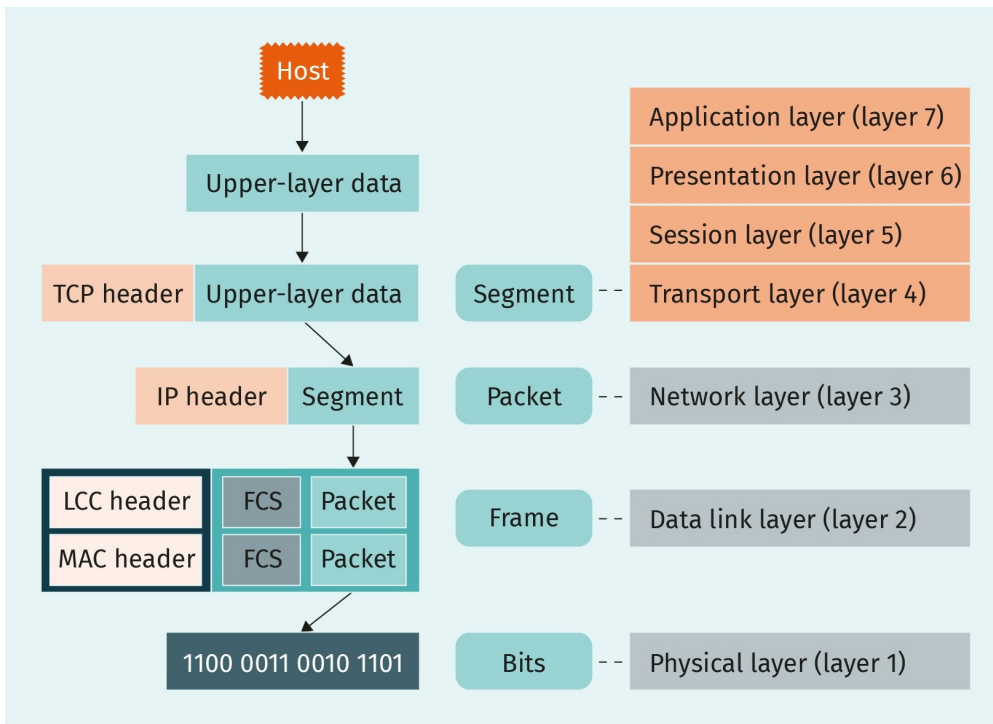 Host
Application layer (layer 7)
Upper-layer data
Presentation layer (layer 6)
Session layer (layer 5)
TCP header Upper-layer data Segment Transport layer (layer 4)
IP header Segment Packet Network layer (layer 3)
LCC header FCS Packet
Frame Data link layer (layer 2)
MAC header FCS Packet
1100 0011 0010 1101 Bits Physical layer (layer 1)